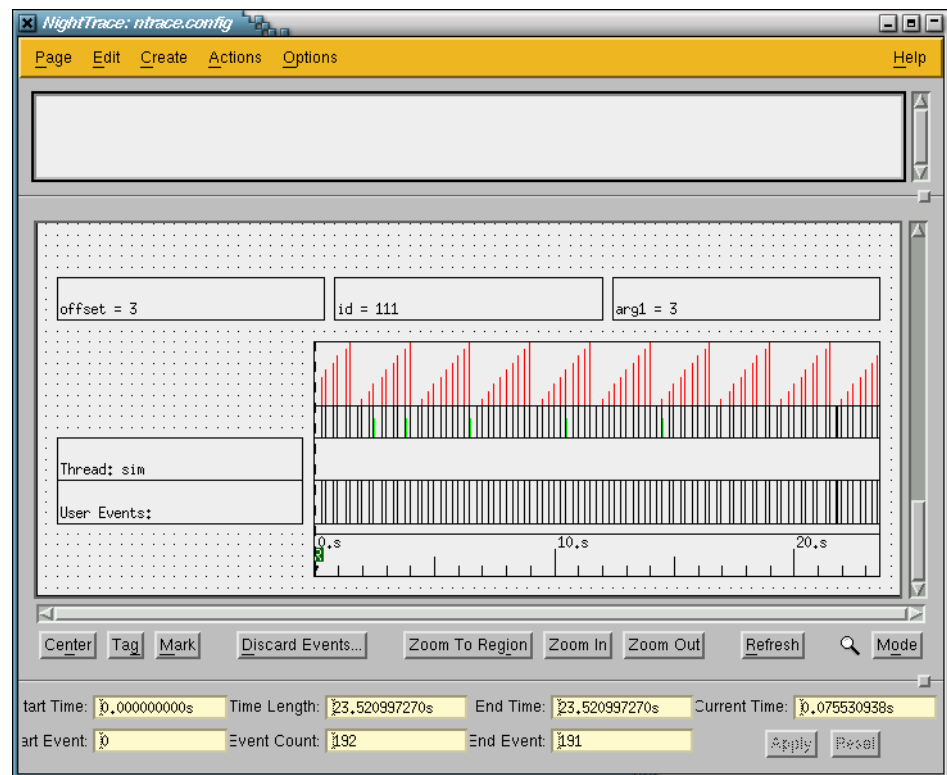 NightTrace: ntrace.config
Page Edit Create Actions Options Help
offset = 3 id = 111 arg1 = 3
Thread: sim
User Events:
0.s 10.s 20.s
Center Tag Mark Discard Events... Zoom To Region Zoom In Zoom Out Refresh Mode
tart Time: 0.000000000s Time Length: 23.520997270s End Time: 23.520997270s Current Time: 0.075530938s
art Event: 0 Event Count: 192 End Event: 191 Apply Reset